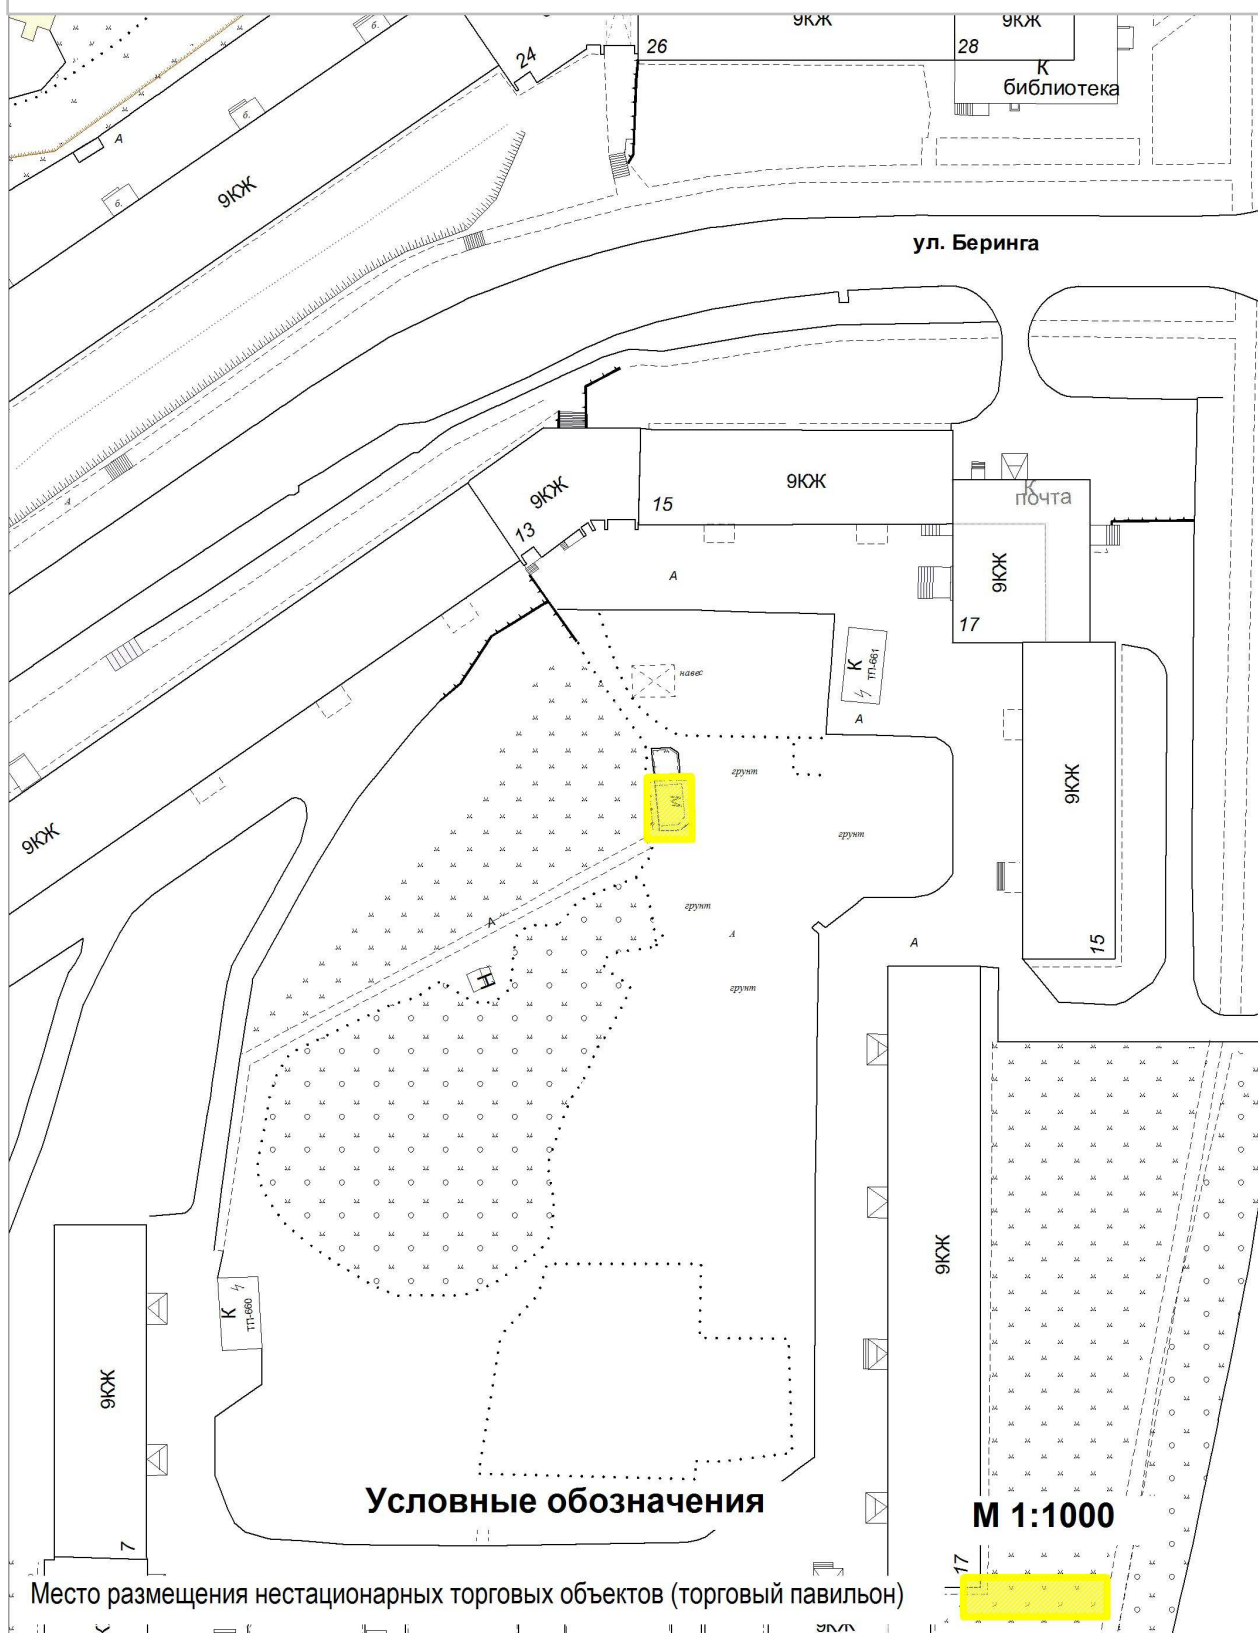 9КЖ
9КЖ
26
28
24
К
библиотека
б.
б.
б.
А
9КЖ
ул. Беринга
А
9КЖ
13
15
9КЖ
К
почта
9КЖ
17
А
навес
К
ТП-661
А
грунт
М
грунт
9КЖ
9КЖ
грунт
А
А
А
15
Н
грунт
9КЖ
К
ТП-660
9КЖ
7
Условные обозначения
М 1:1000
17
Место размещения нестационарных торговых объектов (торговый павильон)
К
9КЖ